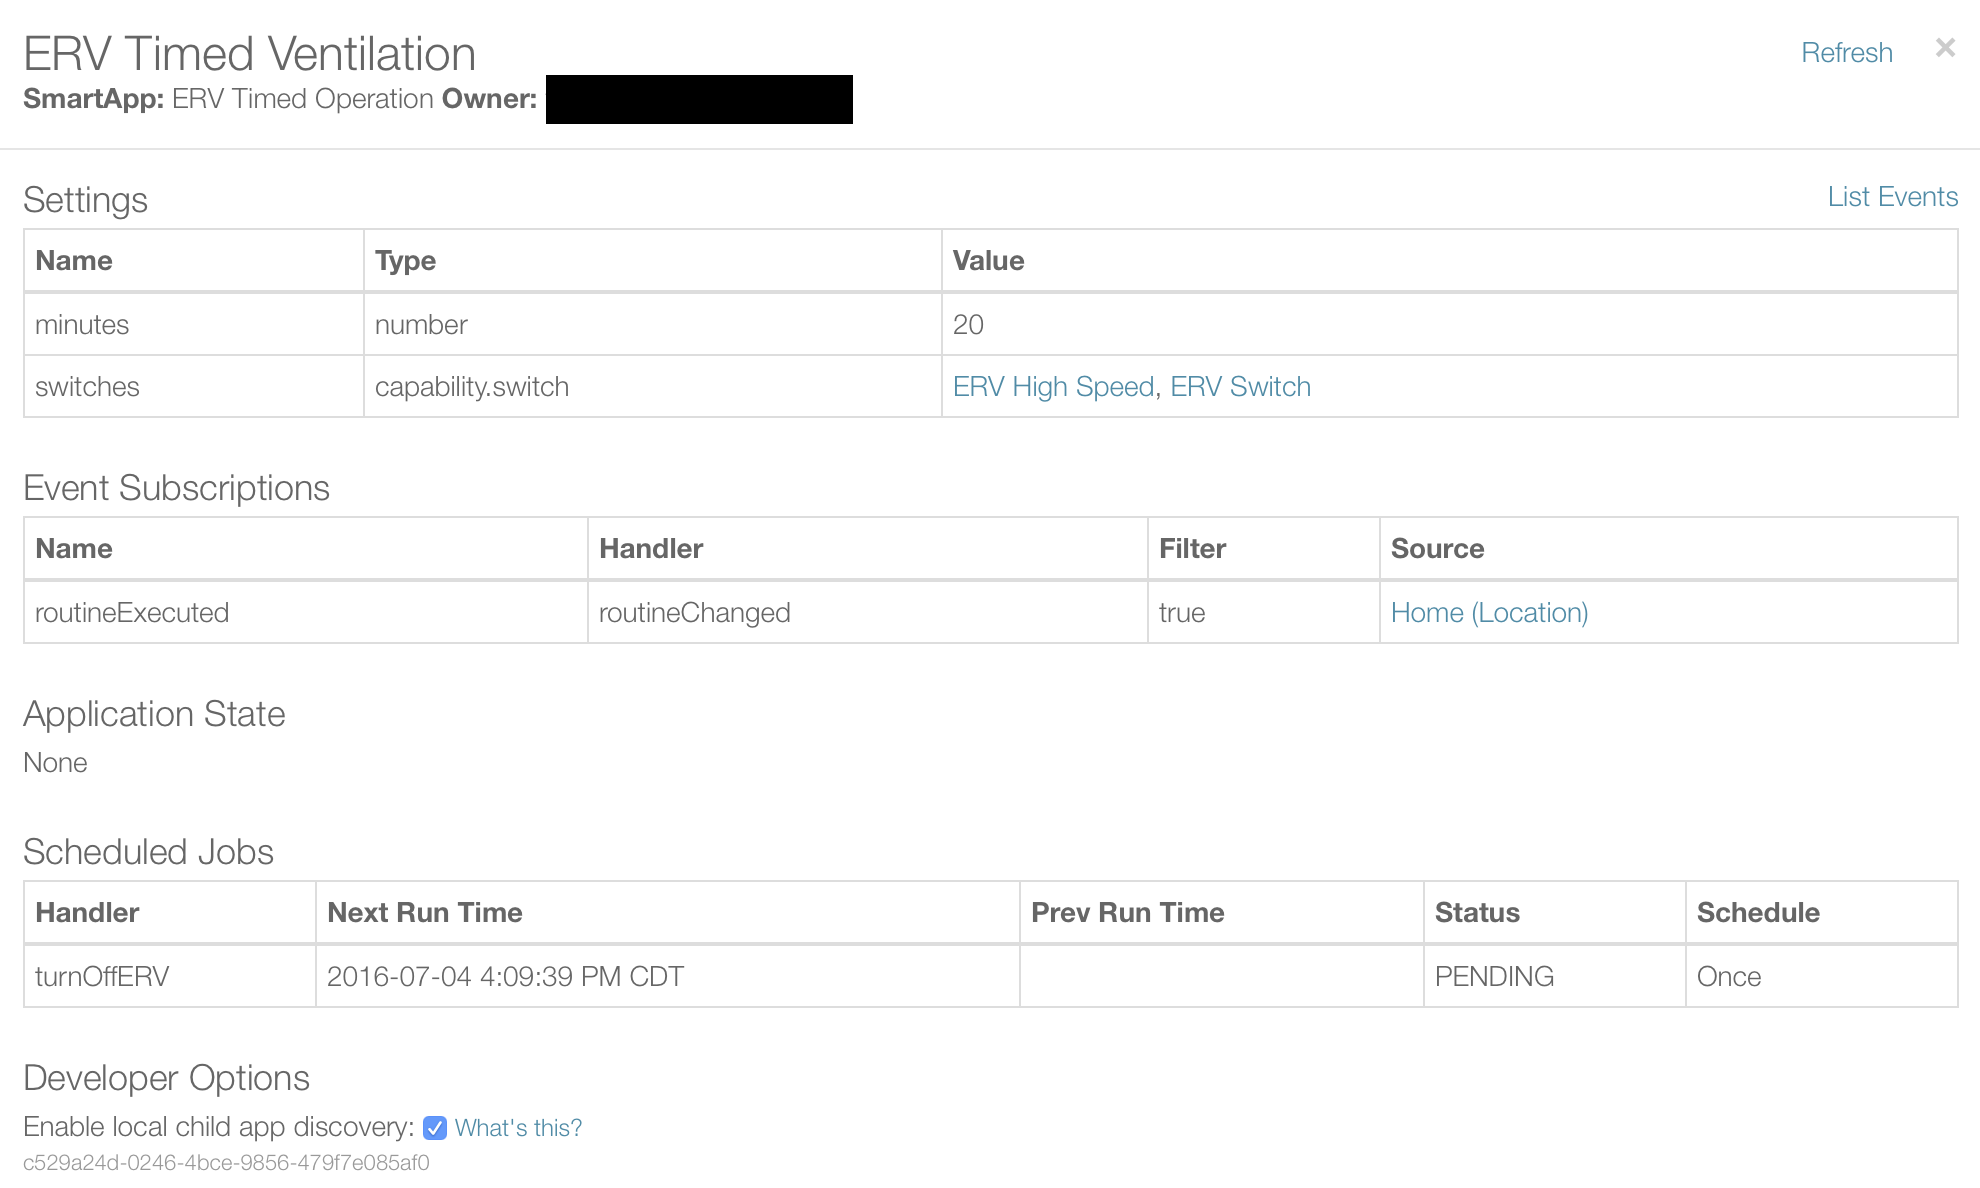 ERV Timed Ventilation
Refresh ×
SmartApp: ERV Timed Operation Owner:
Settings
List Events
Name Type Value
minutes number 20
switches capability.switch ERV High Speed, ERV Switch
Event Subscriptions
Name Handler Filter Source
routineExecuted routineChanged true Home (Location)
Application State
None
Scheduled Jobs
Handler Next Run Time Prev Run Time Status Schedule
turnOffERV 2016-07-04 4:09:39 PM CDT PENDING Once
Developer Options
Enable local child app discovery: What's this?
c529a24d-0246-4bce-9856-479f7e085af0